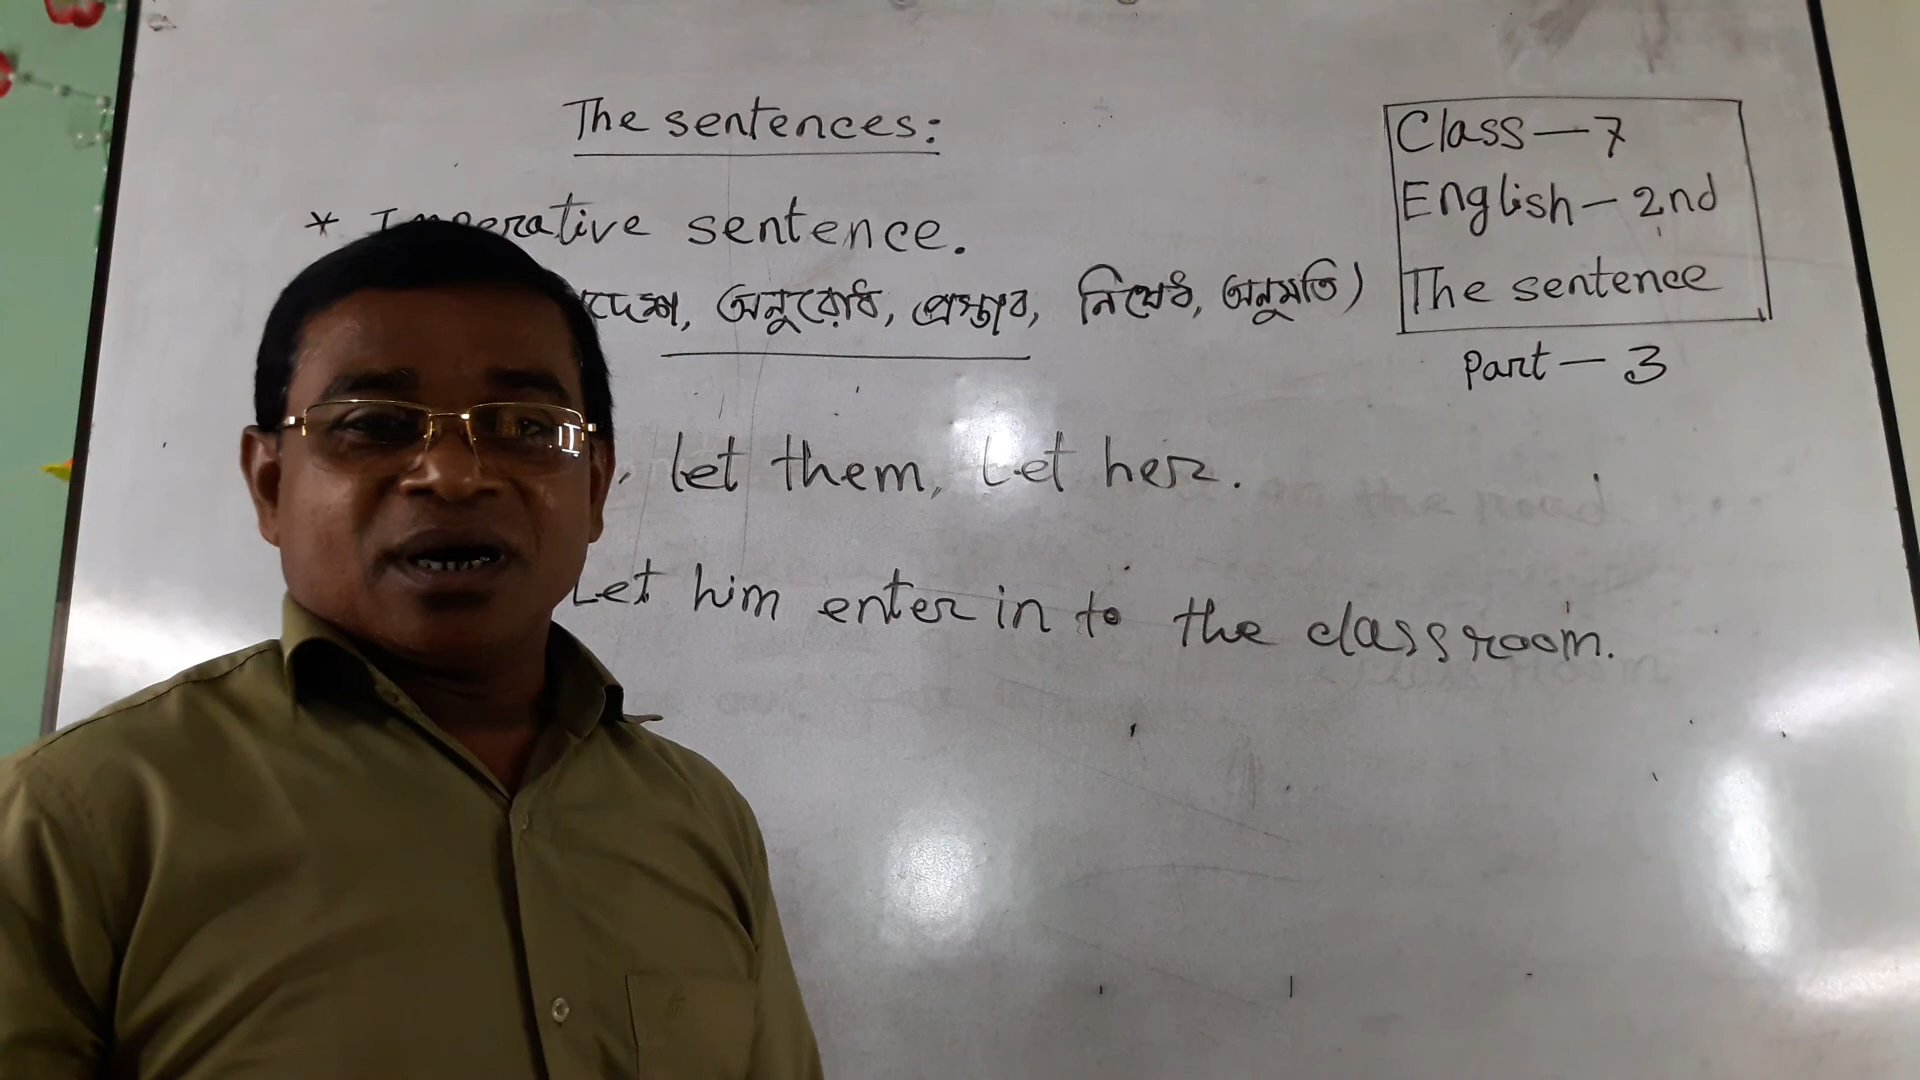 The sentences:
* Imperative sentence.
অনুরোধ, প্রস্তাব, নিষেধ, অনুমতি)
, let them, Let her.
Let him enter in to the classroom.
Class — 7
English — 2nd
The sentence
Part — 3